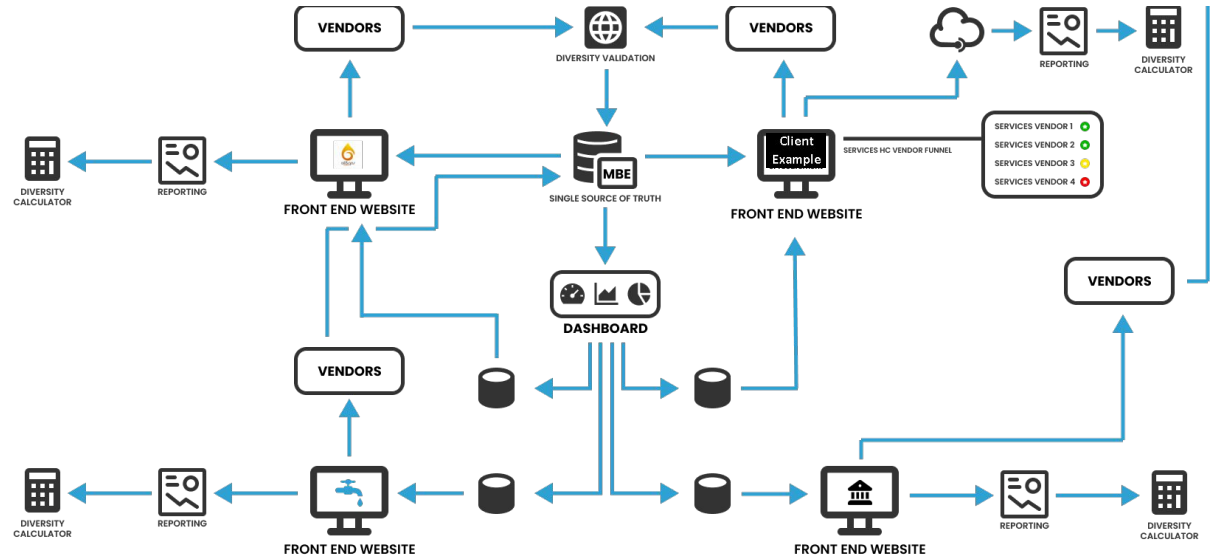 VENDORS
VENDORS
DIVERSITY VALIDATION
REPORTING
DIVERSITY
CALCULATOR
DIVERSITY
CALCULATOR
REPORTING
FRONT END WEBSITE
MBE
SINGLE SOURCE OF TRUTH
Client
Example
FRONT END WEBSITE
SERVICES HC VENDOR FUNNEL
SERVICES VENDOR 1
SERVICES VENDOR 2
SERVICES VENDOR 3
SERVICES VENDOR 4
VENDORS
DASHBOARD
VENDORS
DIVERSITY
CALCULATOR
REPORTING
FRONT END WEBSITE
FRONT END WEBSITE
REPORTING
DIVERSITY
CALCULATOR